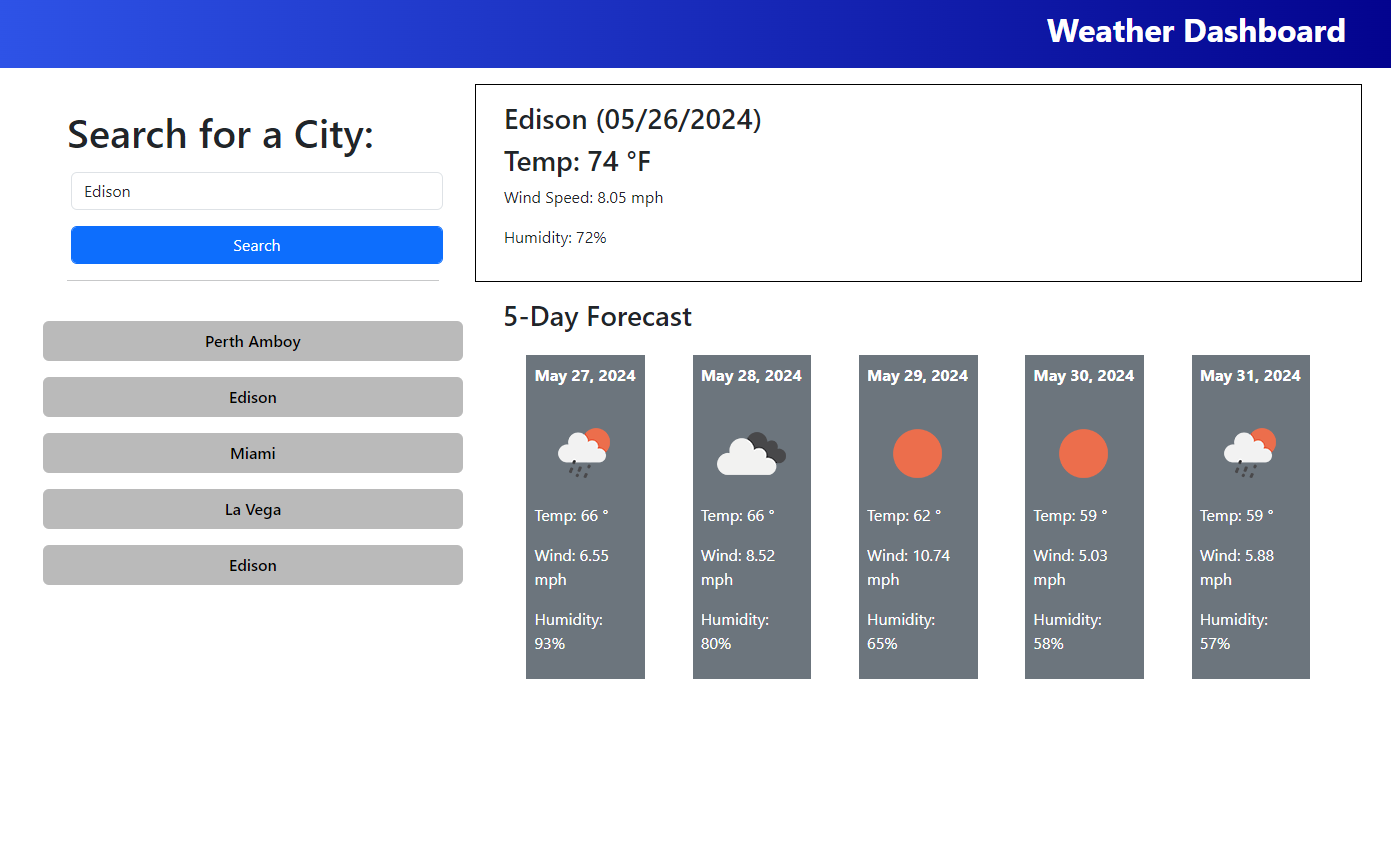 Weather Dashboard
Search for a City:
Edison
Search
Perth Amboy
Edison
Miami
La Vega
Edison
Edison (05/26/2024)
Temp: 74 °F
Wind Speed: 8.05 mph
Humidity: 72%
5-Day Forecast
May 27, 2024
Temp: 66 °
Wind: 6.55
mph
Humidity:
93%
May 28, 2024
Temp: 66 °
Wind: 8.52
mph
Humidity:
80%
May 29, 2024
Temp: 62 °
Wind: 10.74
mph
Humidity:
65%
May 30, 2024
Temp: 59 °
Wind: 5.03
mph
Humidity:
58%
May 31, 2024
Temp: 59 °
Wind: 5.88
mph
Humidity:
57%